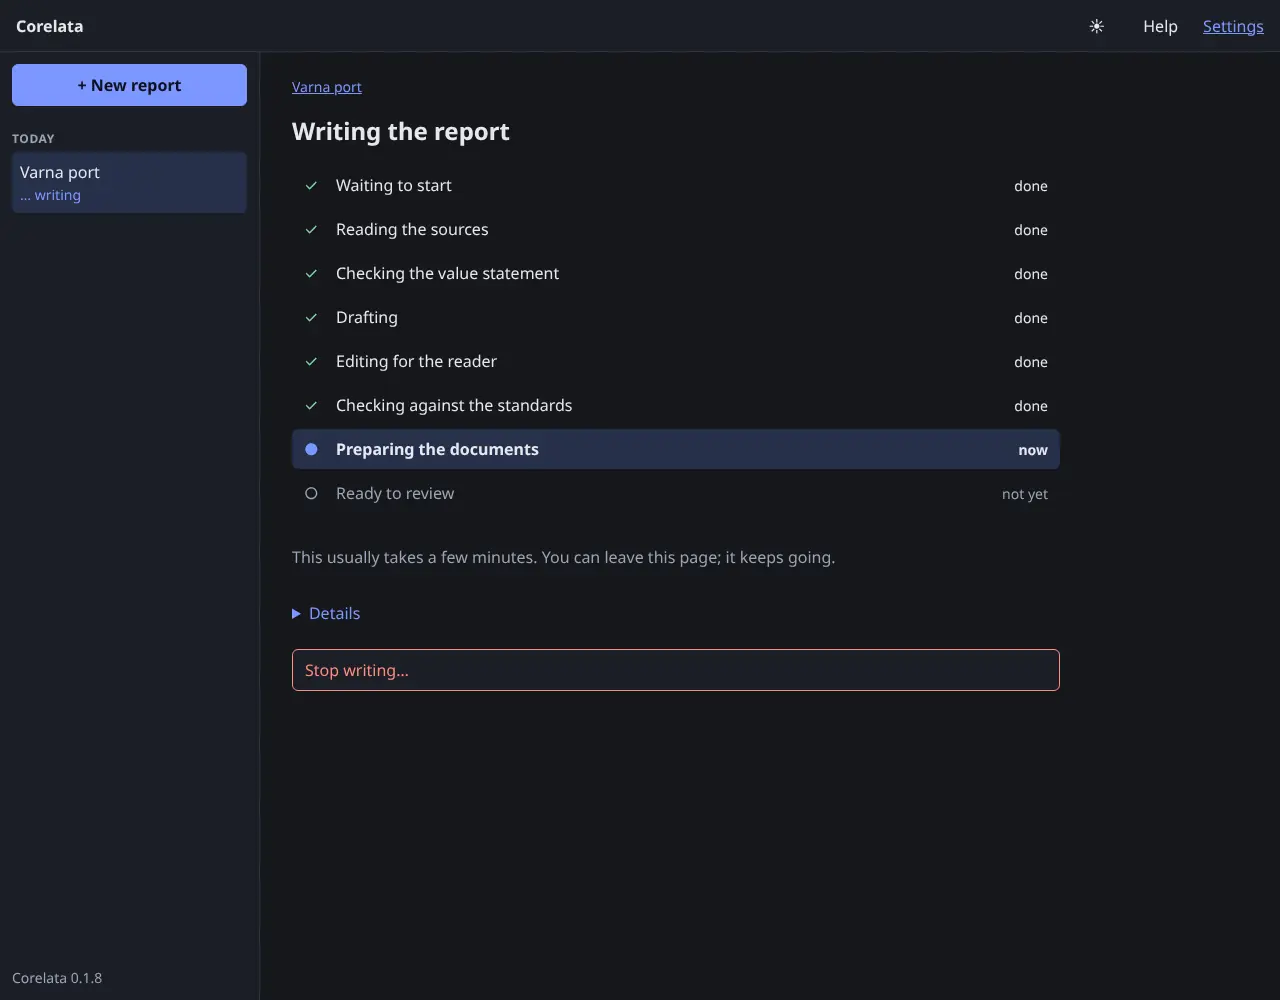 Corelata
☀
Help
Settings
+ New report
TODAY
Varna port
... writing
Varna port
Writing the report
✓ Waiting to start done
✓ Reading the sources done
✓ Checking the value statement done
✓ Drafting done
✓ Editing for the reader done
✓ Checking against the standards done
Preparing the documents now
Ready to review not yet
This usually takes a few minutes. You can leave this page; it keeps going.
Details
Stop writing...
Corelata 0.1.8